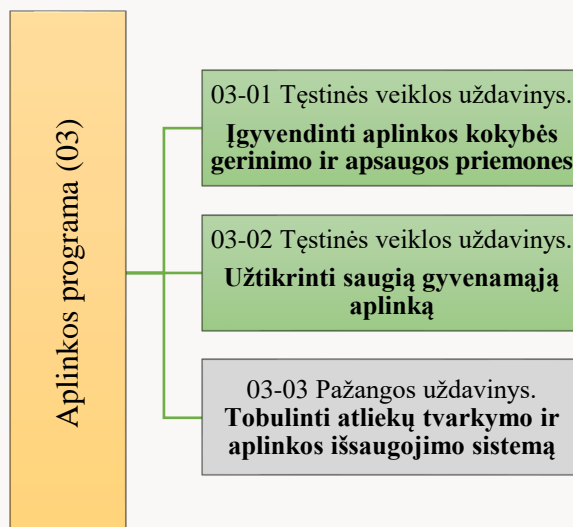 Aplinkos programa (03)
03-01 Tęstinės veiklos uždavinys.
Įgyvendinti aplinkos kokybės
gerinimo ir apsaugos priemones
03-02 Tęstinės veiklos uždavinys.
Užtikrinti saugią gyvenamąją
aplinką
03-03 Pažangos uždavinys.
Tobulinti atliekų tvarkymo ir
aplinkos išsaugojimo sistemą